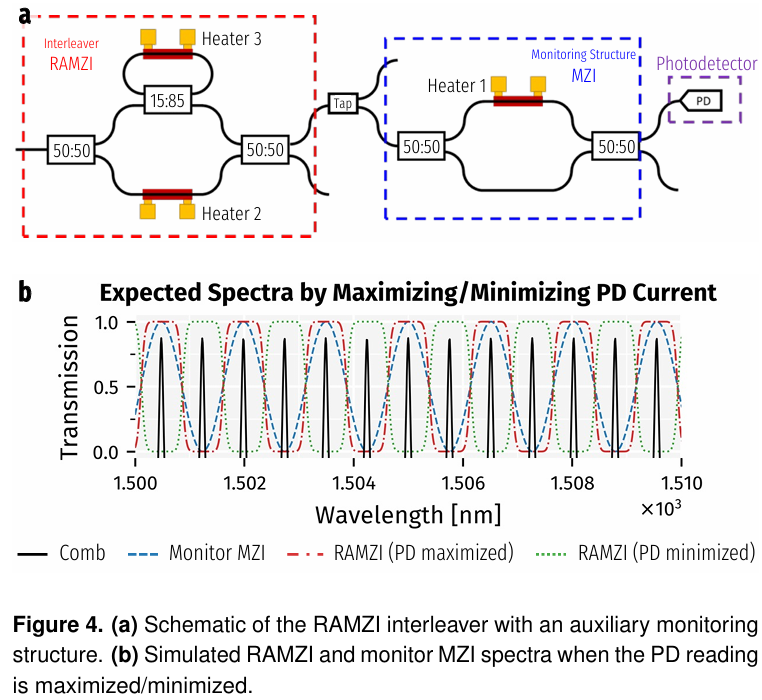 a
Interleaver
RAMZI
Heater 3
15:85
50:50
50:50
Heater 2
Tap
Monitoring Structure
MZI
Heater 1
50:50
50:50
Photodetector
PD
b
Expected Spectra by Maximizing/Minimizing PD Current
Transmission
1.0
0.5
0.0
1.500 1.502 1.504 1.506 1.508 1.510
×10³
Wavelength [nm]
Comb Monitor MZI RAMZI (PD maximized) RAMZI (PD minimized)
Figure 4. (a) Schematic of the RAMZI interleaver with an auxiliary monitoring
structure. (b) Simulated RAMZI and monitor MZI spectra when the PD reading
is maximized/minimized.